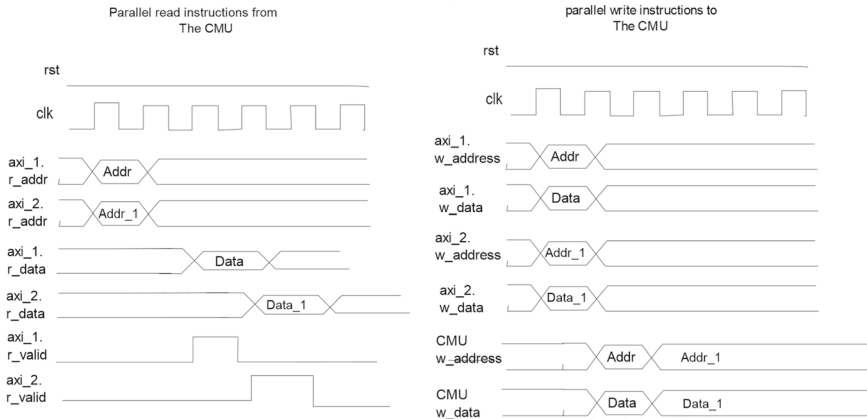 Parallel read instructions from
The CMU
rst
clk
axi_1.
r_addr
Addr
axi_2.
r_addr
Addr_1
axi_1.
r_data
Data
axi_2.
r_data
Data_1
axi_1.
r_valid
axi_2.
r_valid
parallel write instructions to
The CMU
rst
clk
axi_1.
w_address
Addr
axi_1.
w_data
Data
axi_2.
w_address
Addr_1
axi_2.
w_data
Data_1
CMU
w_address
Addr
Addr_1
CMU
w_data
Data
Data_1